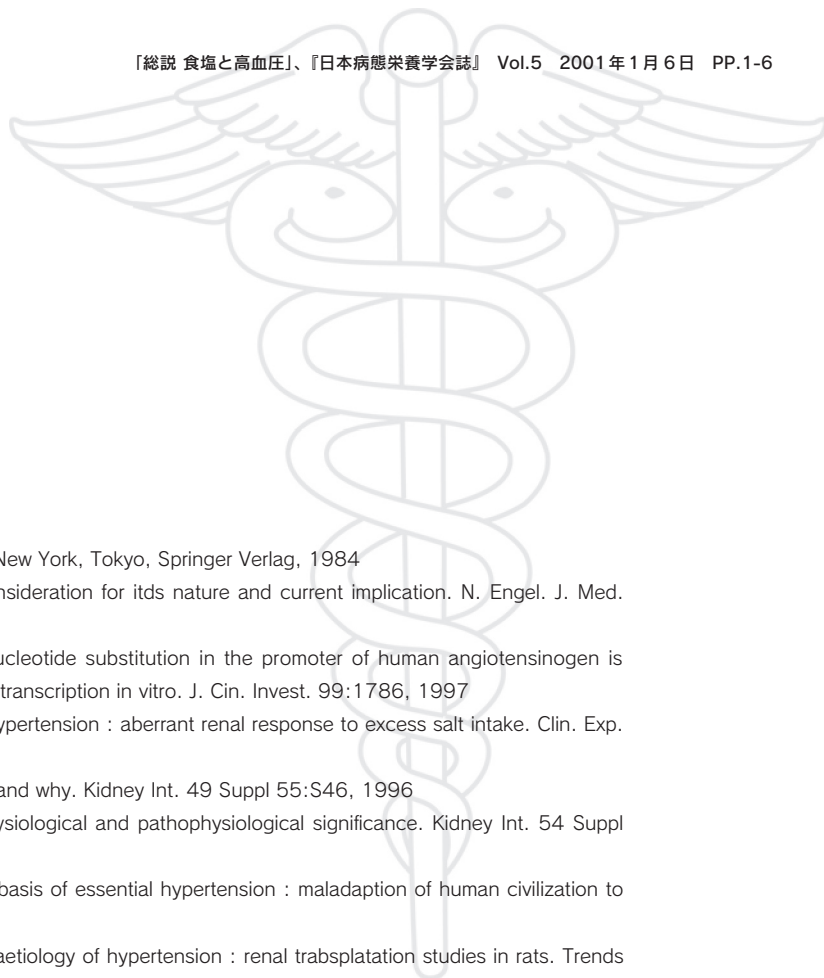 「総説 食塩と高血圧」、『日本病態栄養学会誌』 Vol.5 2001年1月6日 PP.1-6
New York, Tokyo, Springer Verlag, 1984
nsideration for itds nature and current implication. N. Engel. J. Med.
ucleotide substitution in the promoter of human angiotensinogen is
transcription in vitro. J. Cin. Invest. 99:1786, 1997
ypertension : aberrant renal response to excess salt intake. Clin. Exp.
and why. Kidney Int. 49 Suppl 55:S46, 1996
ysiological and pathophysiological significance. Kidney Int. 54 Suppl
basis of essential hypertension : maladaption of human civilization to
aetiology of hypertension : renal trabsplatation studies in rats. Trends